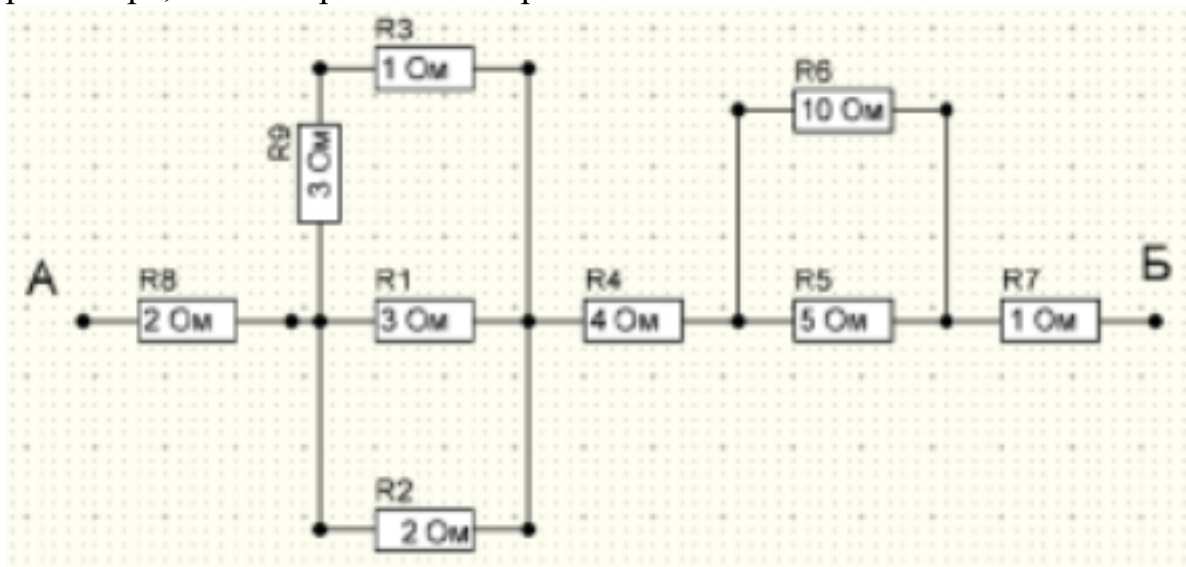 R3
1 Ом
R6
10 Ом
R9
3 Ом
А
R8
2 Ом
R1
3 Ом
R4
4 Ом
R5
5 Ом
R7
1 Ом
Б
R2
2 Ом